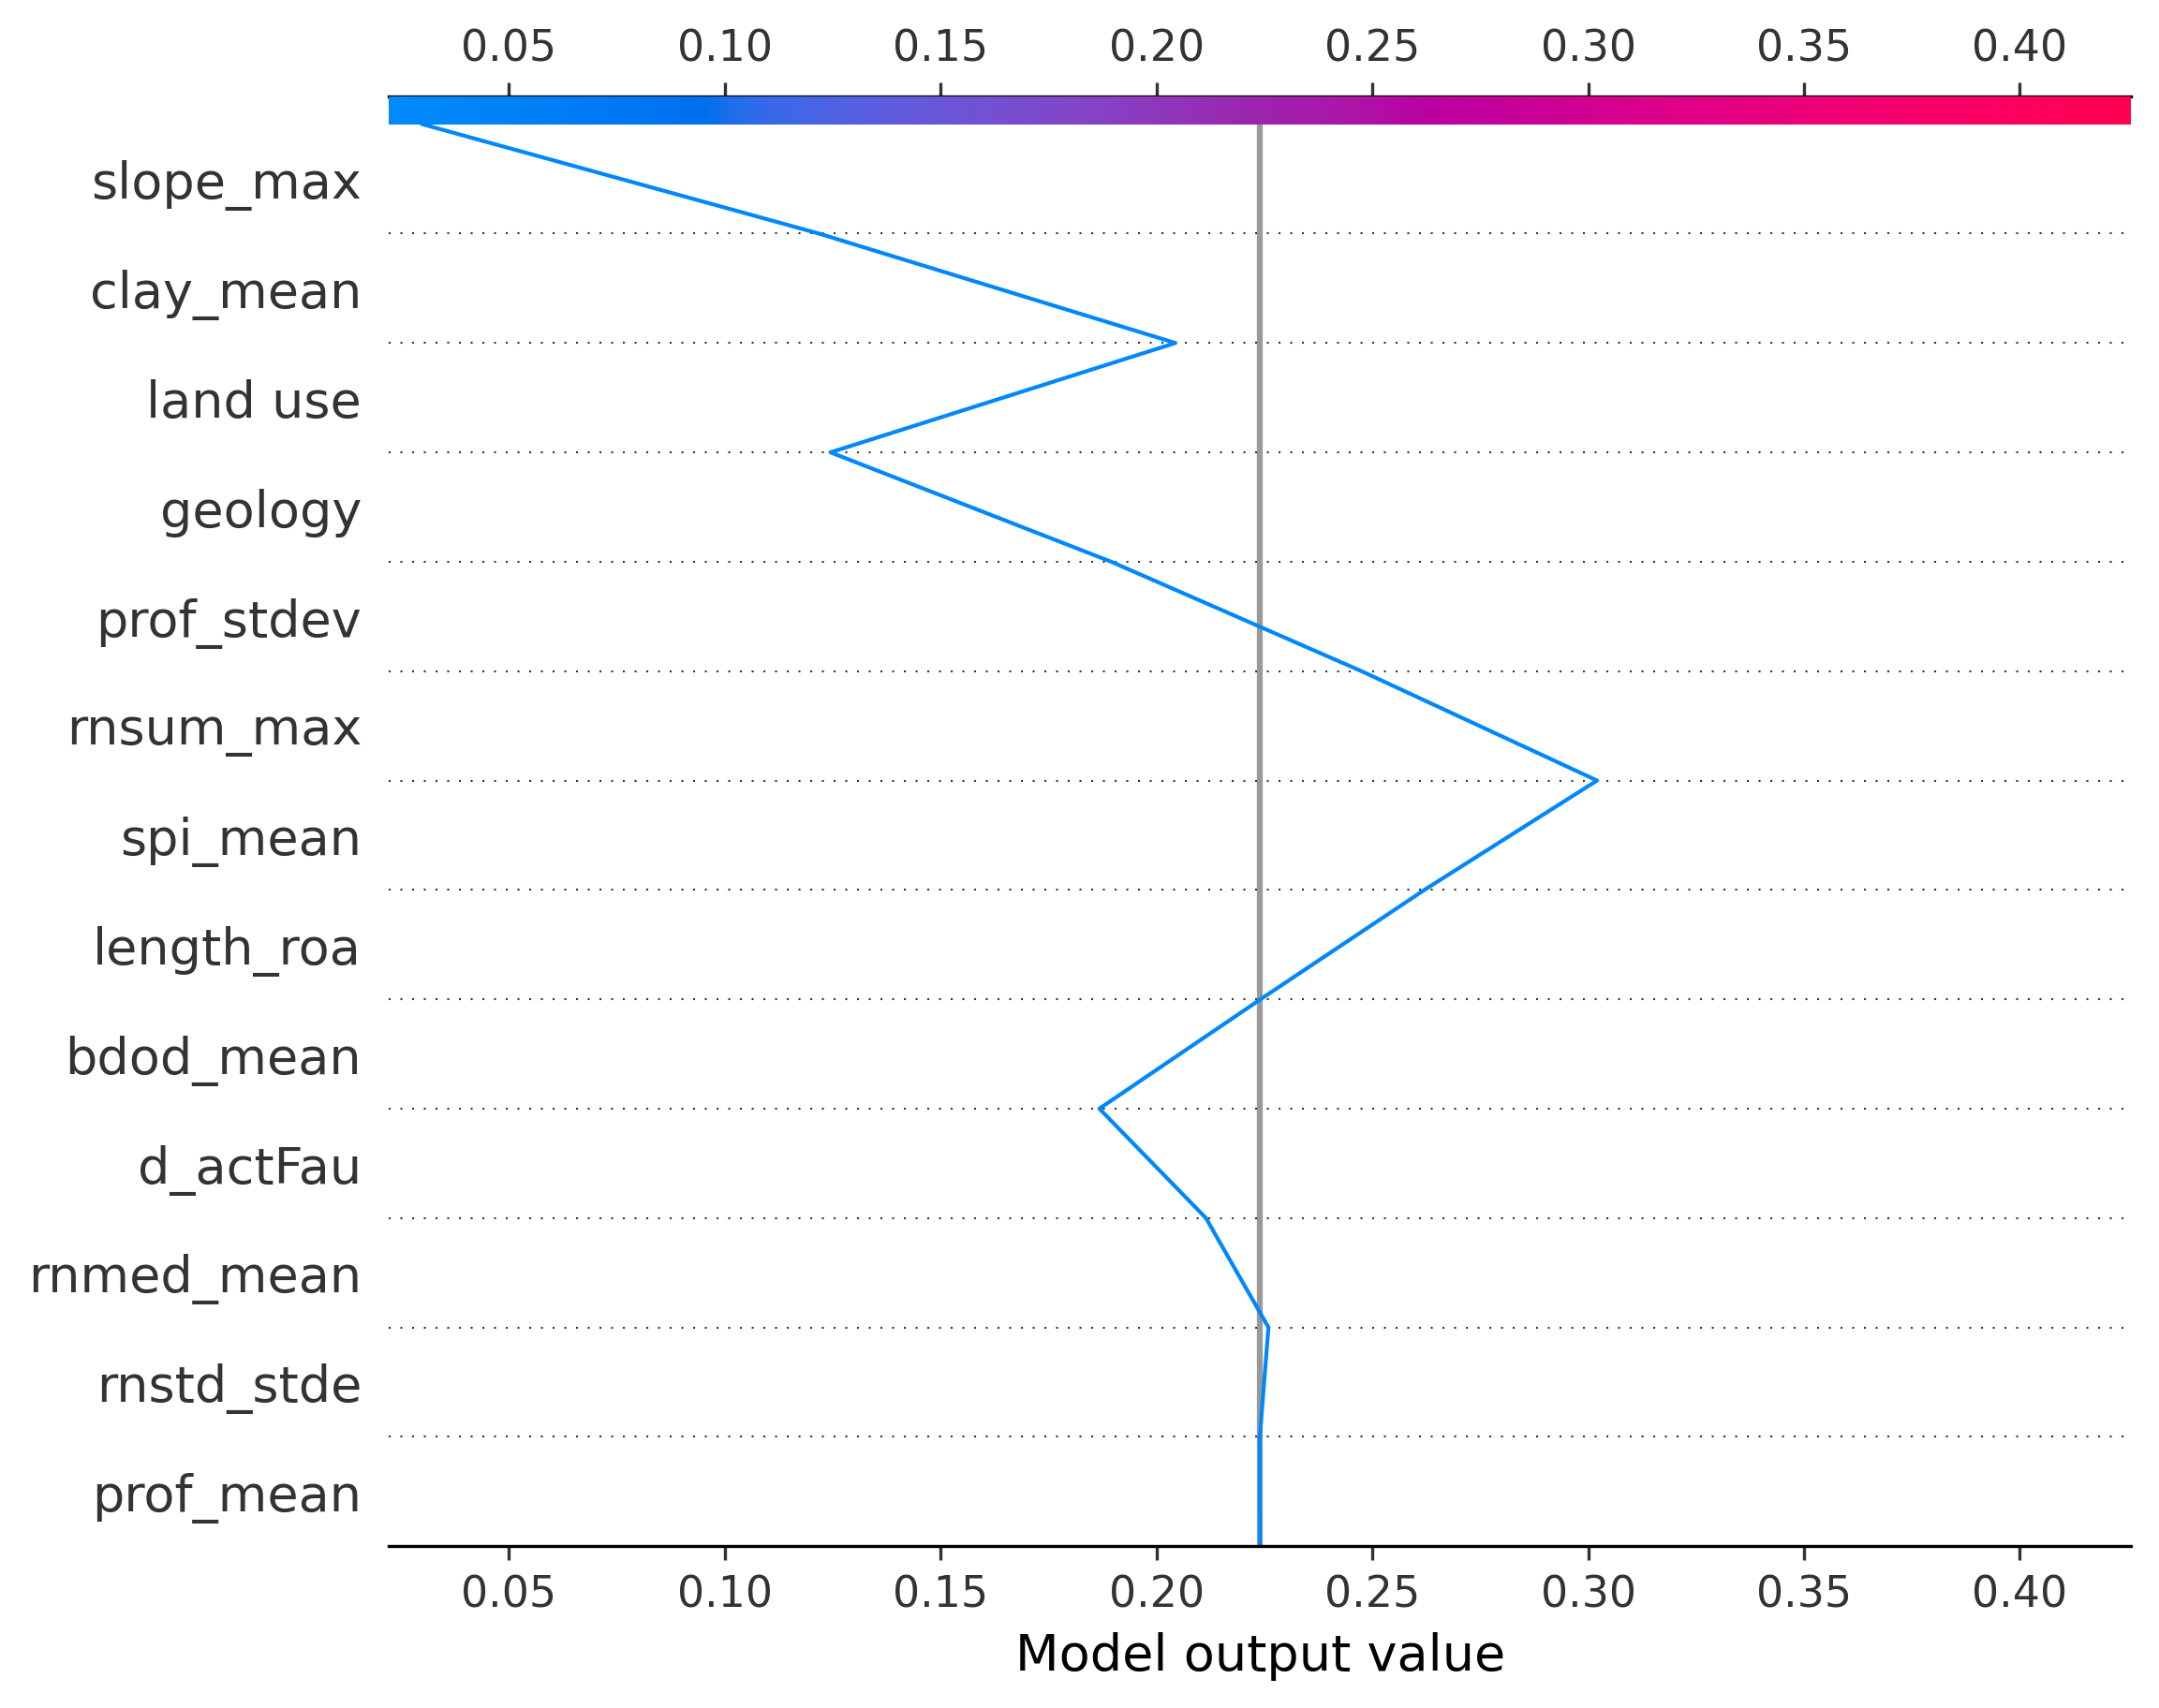 0.05 0.10 0.15 0.20 0.25 0.30 0.35 0.40
slope_max
clay_mean
land use
geology
prof_stdev
rnsum_max
spi_mean
length_roa
bdod_mean
d_actFau
rnmed_mean
rnstd_stde
prof_mean
0.05 0.10 0.15 0.20 0.25 0.30 0.35 0.40
Model output value